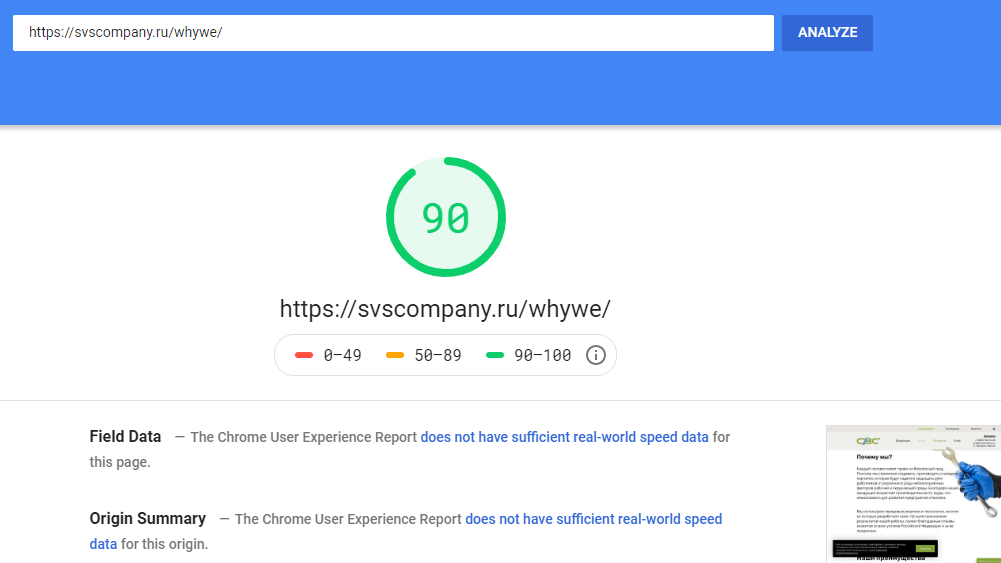 https://svscompany.ru/whywe/
ANALYZE
90
https://svscompany.ru/whywe/
0–49
50–89
90–100
Field Data — The Chrome User Experience Report does not have sufficient real-world speed data for
this page.
Origin Summary — The Chrome User Experience Report does not have sufficient real-world speed
data for this origin.
СВС
Почему мы?
Наши преимущества